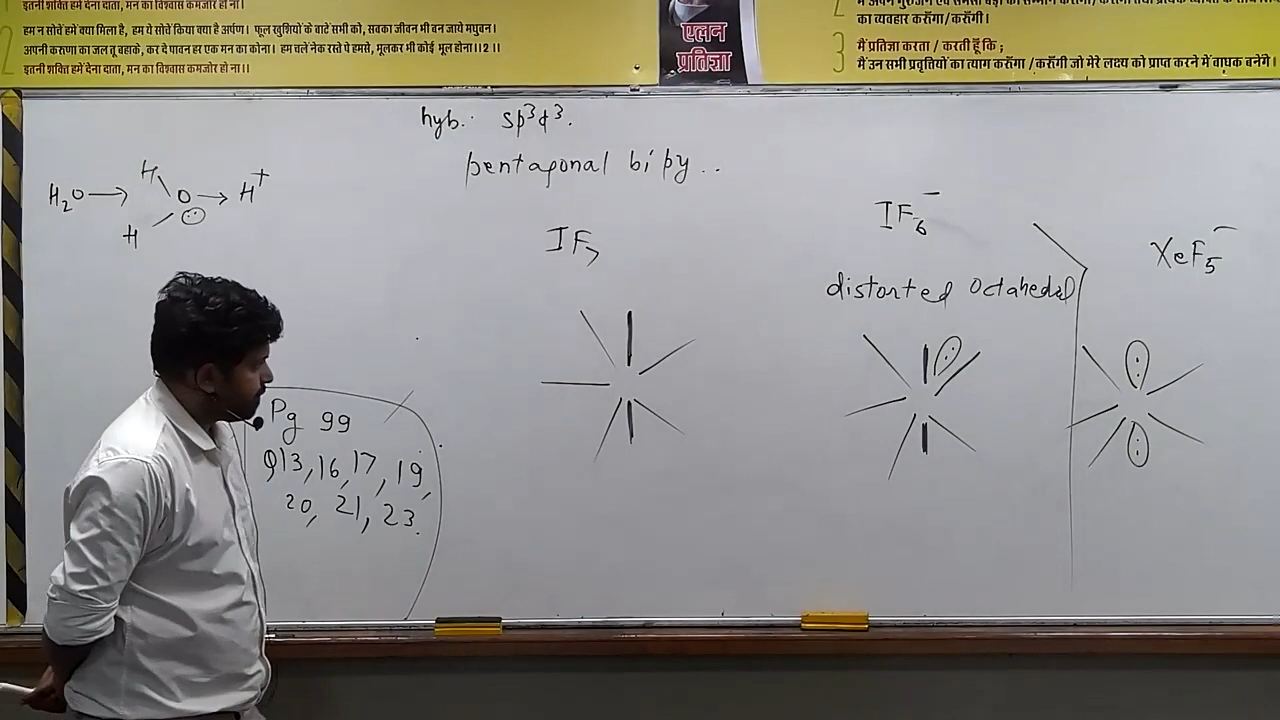 इतनी शक्ति हमें देना दाता, मन का विश्वास कमजोर हो ना।
2
हम न सोचें हमें क्या मिला है, हम ये सोचें किया क्या है अर्पण। फूल खुशियों के बाटें सभी को, सबका जीवन भी बन जाये मधुबन।
अपनी करुणा का जल तू बहाके, कर दे पावन हर एक मन का कोना। हम चलें नेक रास्ते पे हमसे, भूलकर भी कोई भूल होना।।2।।
इतनी शक्ति हमें देना दाता, मन का विश्वास कमजोर हो ना।।
एलन
प्रतिज्ञा
2
का व्यवहार करूँगा/करूँगी।
3
मैं प्रतिज्ञा करता / करती हूँ कि ;
मैं उन सभी प्रवृत्तियों का त्याग करूँगा /करूँगी जो मेरे लक्ष्य को प्राप्त करने में बाधक बनेंगे।
hyb. sp³d³.
pentagonal bipy..
H₂O → H H O : → H⁺
IF₇
IF₆⁻
distorted Octahedral
XeF₅⁻
Pg 99
Q13, 16, 17, 19,
20, 21, 23.